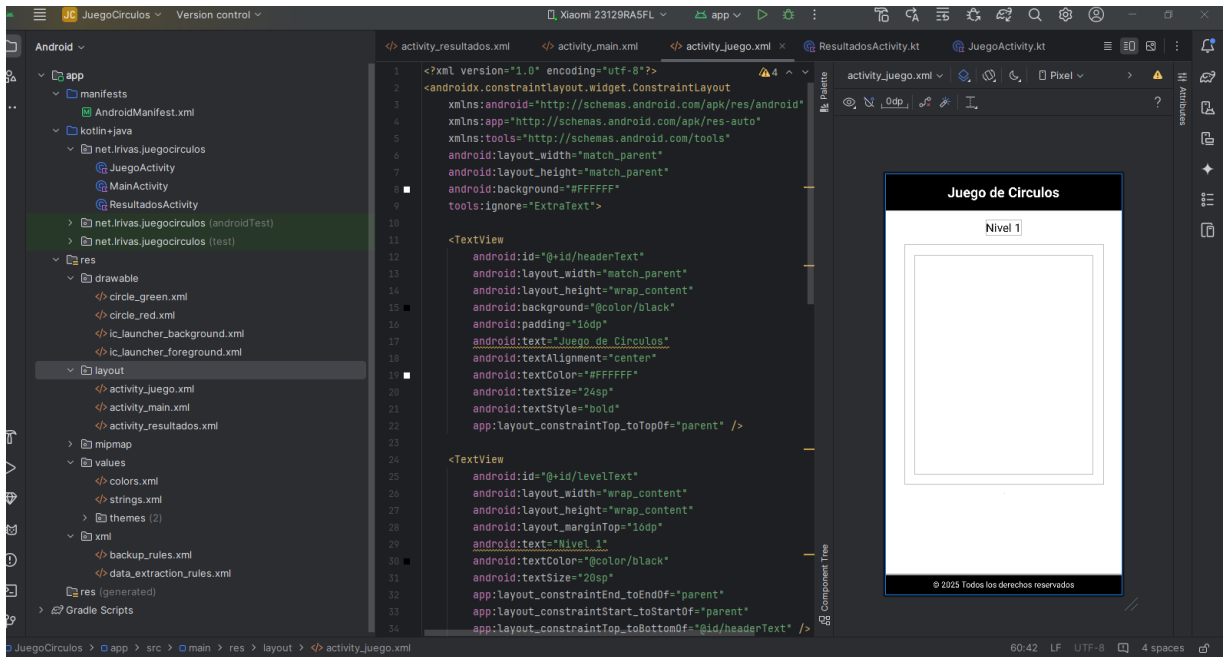 JC JuegoCirculos Version control Xiaomi 23129RA5FL app
Android
activity_resultados.xml activity_main.xml activity_juego.xml ResultadosActivity.kt JuegoActivity.kt
app
manifests
AndroidManifest.xml
kotlin+java
net.lrivas.juegocirculos
JuegoActivity
MainActivity
ResultadosActivity
net.lrivas.juegocirculos (androidTest)
net.lrivas.juegocirculos (test)
res
drawable
circle_green.xml
circle_red.xml
ic_launcher_background.xml
ic_launcher_foreground.xml
layout
activity_juego.xml
activity_main.xml
activity_resultados.xml
mipmap
values
colors.xml
strings.xml
themes (2)
xml
backup_rules.xml
data_extraction_rules.xml
res (generated)
Gradle Scripts
4
1 <?xml version="1.0" encoding="utf-8"?>
2 <androidx.constraintlayout.widget.ConstraintLayout
3 xmlns:android="http://schemas.android.com/apk/res/android"
4 xmlns:app="http://schemas.android.com/apk/res-auto"
5 xmlns:tools="http://schemas.android.com/tools"
6 android:layout_width="match_parent"
7 android:layout_height="match_parent"
8 android:background="#FFFFFF"
9 tools:ignore="ExtraText">
10
11 <TextView
12 android:id="@+id/headerText"
13 android:layout_width="match_parent"
14 android:layout_height="wrap_content"
15 android:background="@color/black"
16 android:padding="16dp"
17 android:text="Juego de Circulos"
18 android:textAlignment="center"
19 android:textColor="#FFFFFF"
20 android:textSize="24sp"
21 android:textStyle="bold"
22 app:layout_constraintTop_toTopOf="parent" />
23
24 <TextView
25 android:id="@+id/levelText"
26 android:layout_width="wrap_content"
27 android:layout_height="wrap_content"
28 android:layout_marginTop="16dp"
29 android:text="Nivel 1"
30 android:textColor="@color/black"
31 android:textSize="20sp"
32 app:layout_constraintEnd_toEndOf="parent"
33 app:layout_constraintStart_toStartOf="parent"
34 app:layout_constraintTop_toBottomOf="@id/headerText" />
Palette
Component Tree
activity_juego.xml Pixel
0dp ?
Attributes
Juego de Circulos
Nivel 1
© 2025 Todos los derechos reservados
JuegoCirculos > app > src > main > res > layout > activity_juego.xml 60:42 LF UTF-8 4 spaces